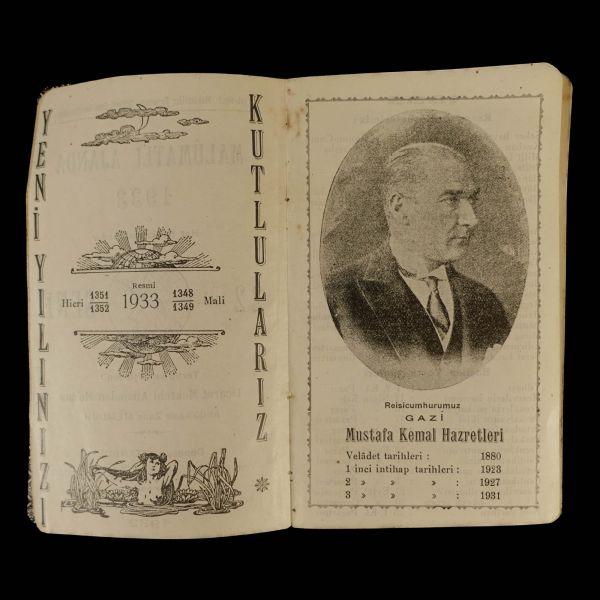 YENİ YILINIZI
KUTLULARIZ
Resmi
Hicri 1351 1352 1933 1348 1349 Mali
Reisicumhurumuz
GAZİ
Mustafa Kemal Hazretleri
Velâdet tarihleri : 1880
1 inci intihap tarihleri : 1923
2 » » » : 1927
3 » » » : 1931